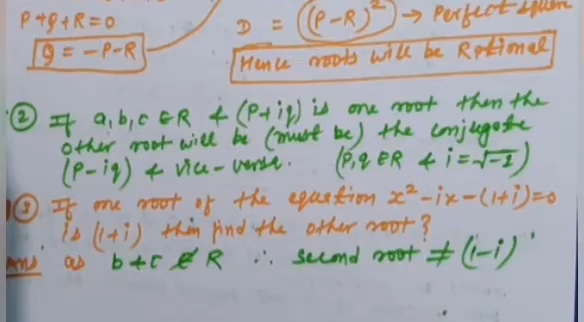 P+q+R=0
q = -P-R
D = (P-R)² → Perfect square
Hence roots will be Rational
② If a,b,c ∈R & (P+iq) is one root then the
other root will be (must be) the conjugate
(P-iq) & vice-versa. (P,q ∈R & i=√-1)
③ If one root of the equation x²-ix-(1+i)=0
is (1+i) then find the other root?
Ans as b+c ∉ R ∴ second root ≠ (1-i)